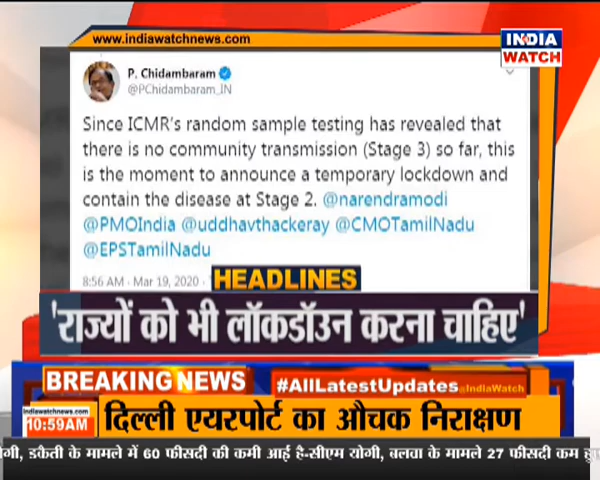 www.indiawatchnews.com
INDIA
WATCH
P. Chidambaram
@PChidambaram_IN
Since ICMR's random sample testing has revealed that
there is no community transmission (Stage 3) so far, this
is the moment to announce a temporary lockdown and
contain the disease at Stage 2. @narendramodi
@PMOIndia @uddhavthackeray @CMOTamilNadu
@EPSTamilNadu
8:56 AM · Mar 19, 2020 ·
HEADLINES
'राज्यों को भी लॉकडॉउन करना चाहिए'
BREAKING NEWS
#AllLatestUpdates@IndiaWatch
indiawatchnews.com
10:59AM
दिल्ली एयरपोर्ट का औचक निराक्षण
गी, डकैती के मामले में 60 फीसदी की कमी आई है-सीएम योगी, बलवा के मामले 27 फीसदी कम